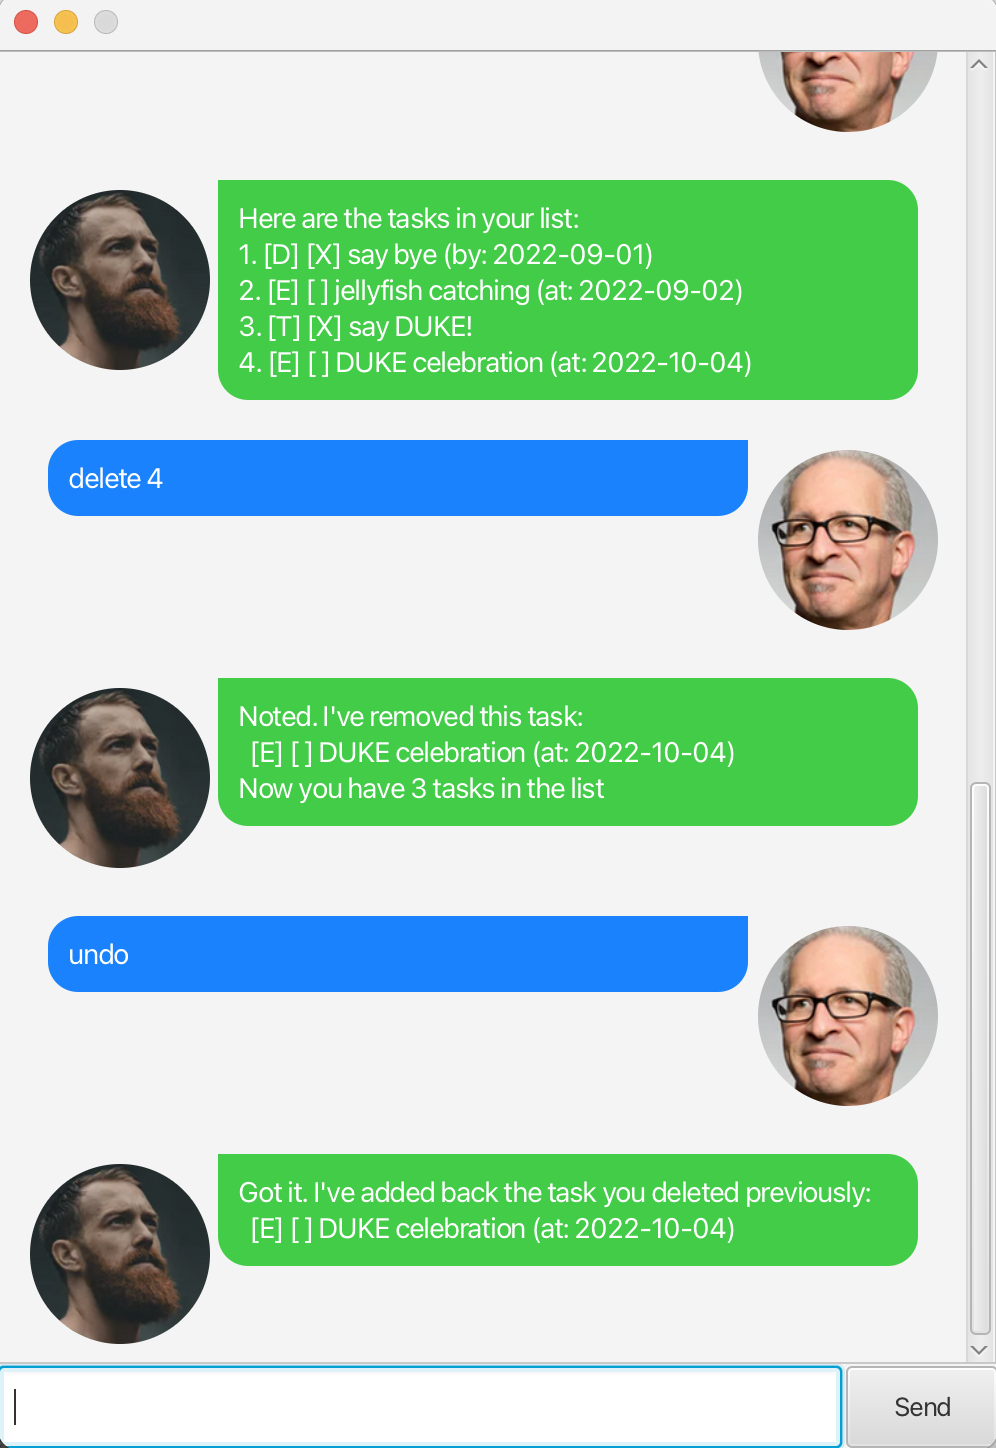 Here are the tasks in your list:
1. [D] [X] say bye (by: 2022-09-01)
2. [E] [ ] jellyfish catching (at: 2022-09-02)
3. [T] [X] say DUKE!
4. [E] [ ] DUKE celebration (at: 2022-10-04)
delete 4
Noted. I've removed this task:
[E] [ ] DUKE celebration (at: 2022-10-04)
Now you have 3 tasks in the list
undo
Got it. I've added back the task you deleted previously:
[E] [ ] DUKE celebration (at: 2022-10-04)
Send